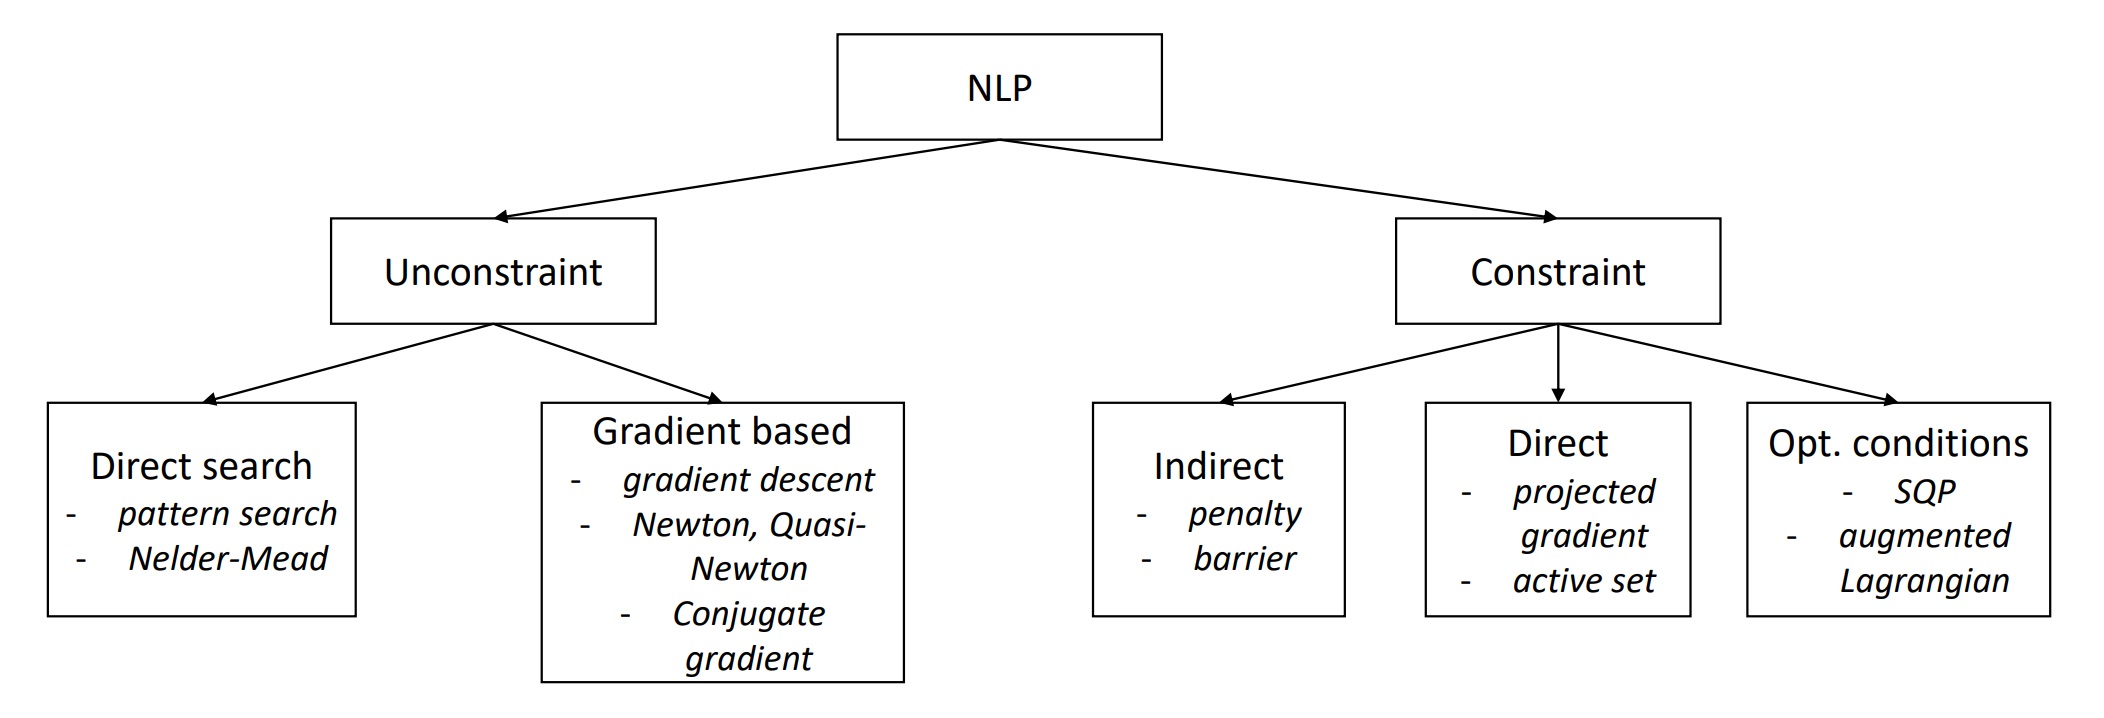 NLP
Unconstraint
Constraint
Direct search
- pattern search
- Nelder-Mead
Gradient based
- gradient descent
- Newton, Quasi-
Newton
- Conjugate
gradient
Indirect
- penalty
- barrier
Direct
- projected
gradient
- active set
Opt. conditions
- SQP
- augmented
Lagrangian